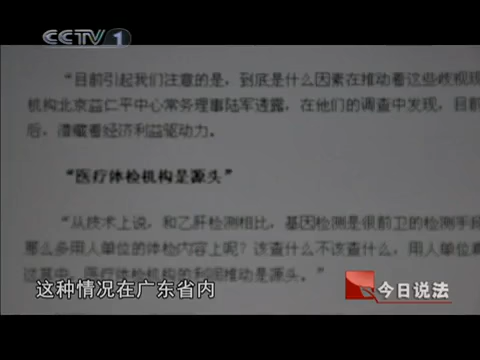 CCTV 1
“目前引起我们注意的是，到底是什么因素在推动着这些歧视现
机构北京益仁平中心常务理事陆军透露，在他们的调查中发现，目前
后，潜藏着经济利益驱动力。
“医疗体检机构是源头”
“从技术上说，和乙肝检测相比，基因检测是很前卫的检测手段
那么多用人单位的体检内容上呢？该查什么不该查什么，用人单位
这其中，医疗体检机构的利润推动是源头。”
这种情况在广东省内
今日说法